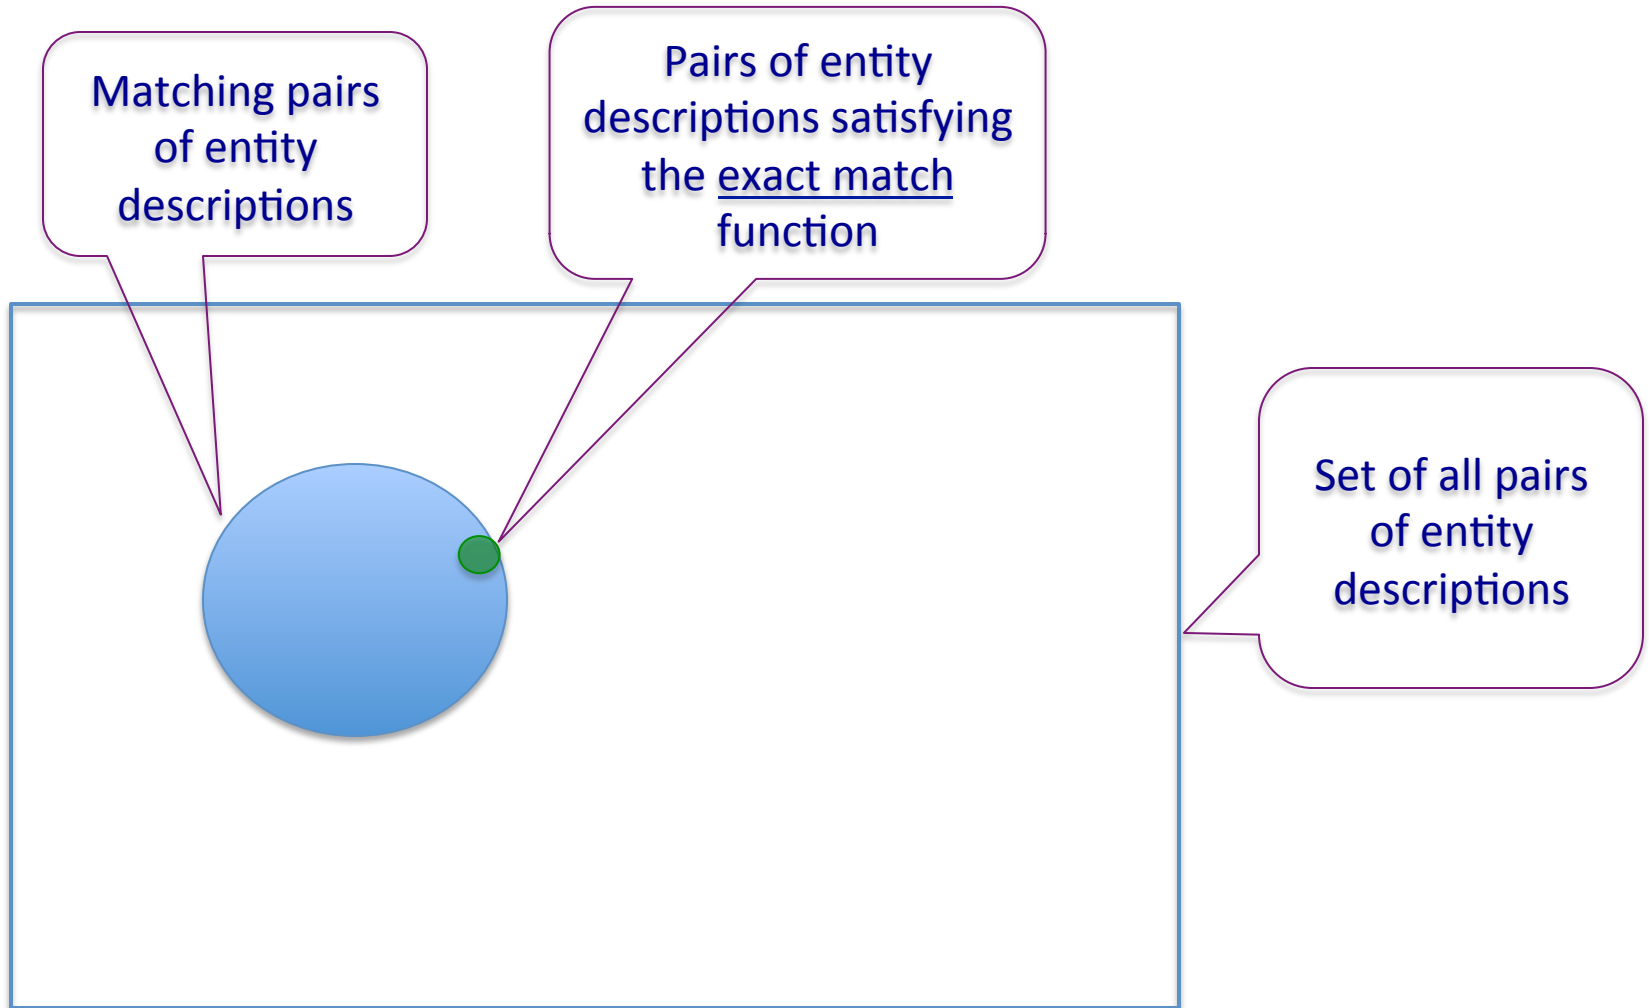 Matching pairs
of entity
descriptions
Pairs of entity
descriptions satisfying
the exact match
function
Set of all pairs
of entity
descriptions